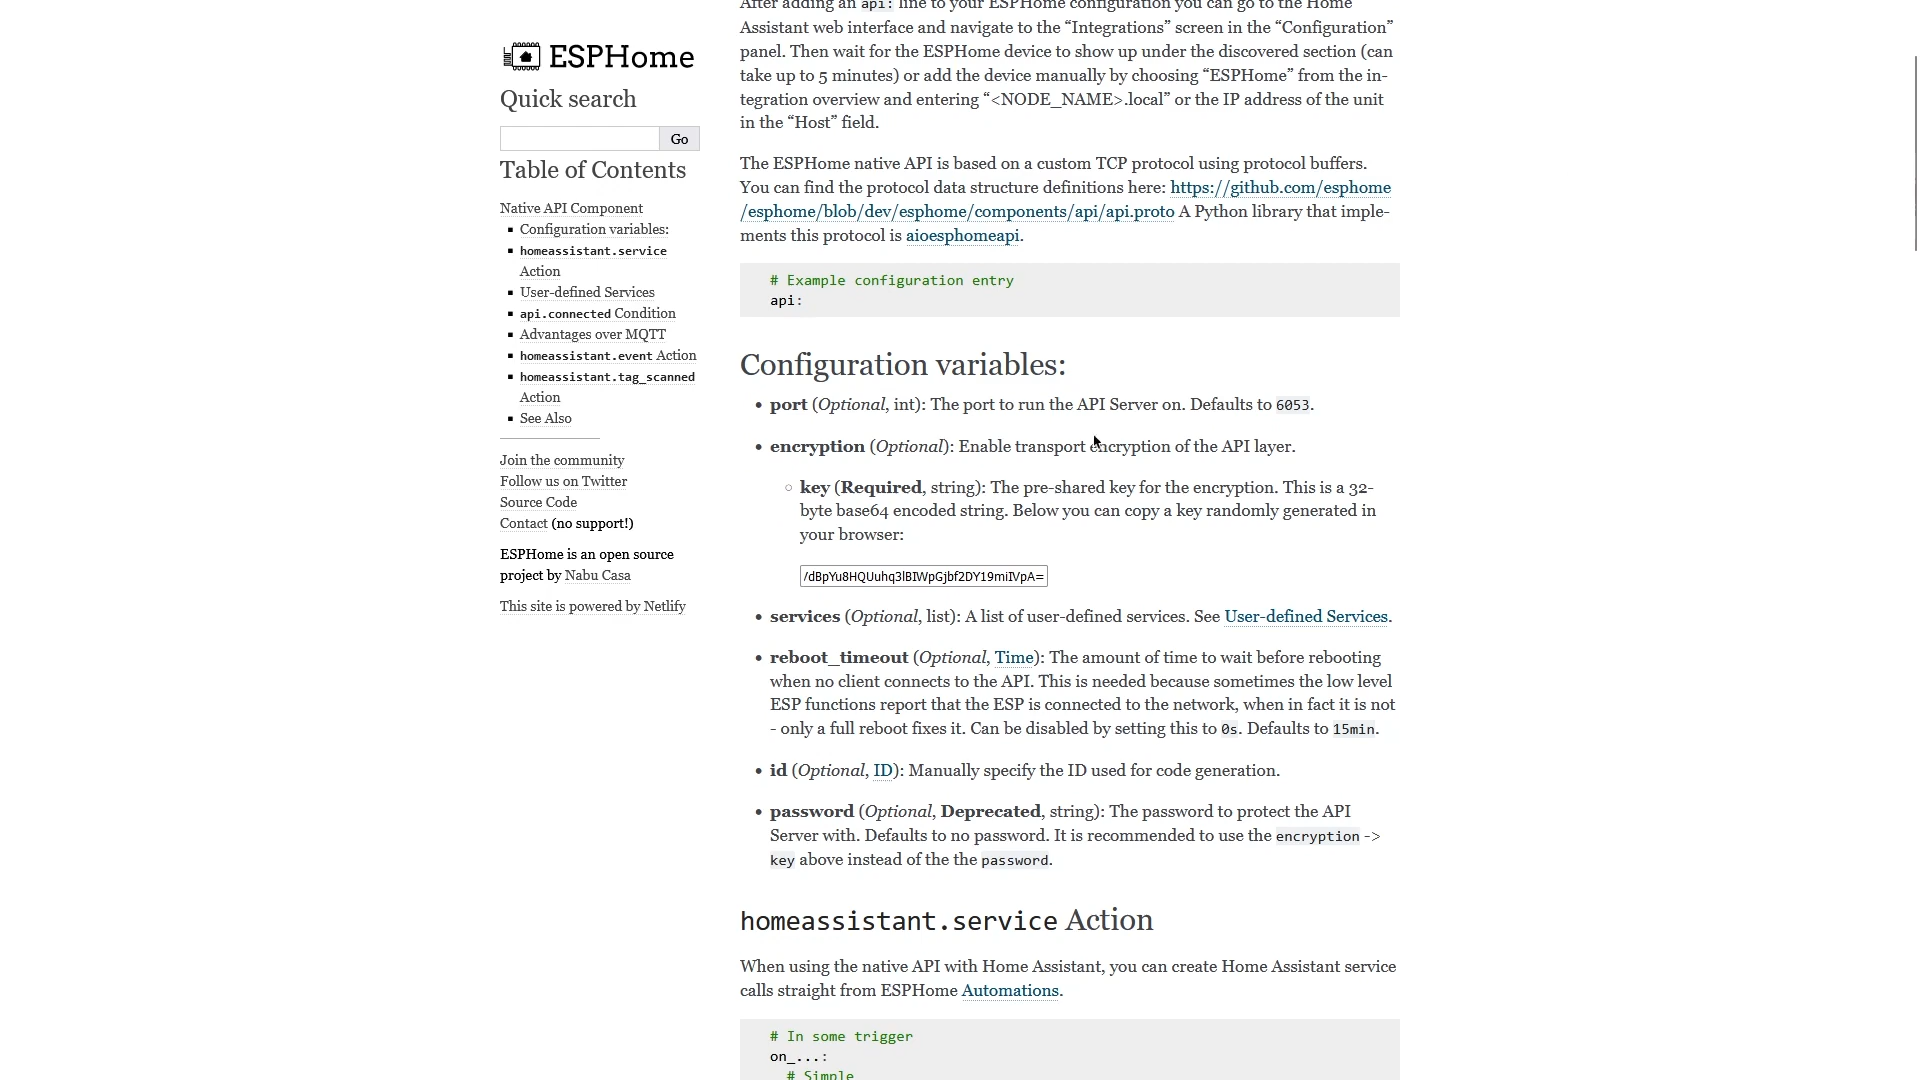 ESPHome
Quick search
Go
Table of Contents
Native API Component
Configuration variables:
homeassistant.service
Action
User-defined Services
api.connected Condition
Advantages over MQTT
homeassistant.event Action
homeassistant.tag_scanned
Action
See Also
Join the community
Follow us on Twitter
Source Code
Contact (no support!)
ESPHome is an open source
project by Nabu Casa
This site is powered by Netlify
After adding an api: line to your ESPHome configuration you can go to the Home
Assistant web interface and navigate to the “Integrations” screen in the “Configuration”
panel. Then wait for the ESPHome device to show up under the discovered section (can
take up to 5 minutes) or add the device manually by choosing “ESPHome” from the in-
tegration overview and entering “<NODE_NAME>.local” or the IP address of the unit
in the “Host” field.
The ESPHome native API is based on a custom TCP protocol using protocol buffers.
You can find the protocol data structure definitions here: https://github.com/esphome
/esphome/blob/dev/esphome/components/api/api.proto A Python library that imple-
ments this protocol is aioesphomeapi.
# Example configuration entry
api:
Configuration variables:
• port (Optional, int): The port to run the API Server on. Defaults to 6053.
• encryption (Optional): Enable transport encryption of the API layer.
◦ key (Required, string): The pre-shared key for the encryption. This is a 32-
byte base64 encoded string. Below you can copy a key randomly generated in
your browser:
/dBpYu8HQUuhq3lBIWpGjbf2DY19miIVpA=
• services (Optional, list): A list of user-defined services. See User-defined Services.
• reboot_timeout (Optional, Time): The amount of time to wait before rebooting
when no client connects to the API. This is needed because sometimes the low level
ESP functions report that the ESP is connected to the network, when in fact it is not
- only a full reboot fixes it. Can be disabled by setting this to 0s. Defaults to 15min.
• id (Optional, ID): Manually specify the ID used for code generation.
• password (Optional, Deprecated, string): The password to protect the API
Server with. Defaults to no password. It is recommended to use the encryption ->
key above instead of the the password.
homeassistant.service Action
When using the native API with Home Assistant, you can create Home Assistant service
calls straight from ESPHome Automations.
# In some trigger
on_...:
# Simple